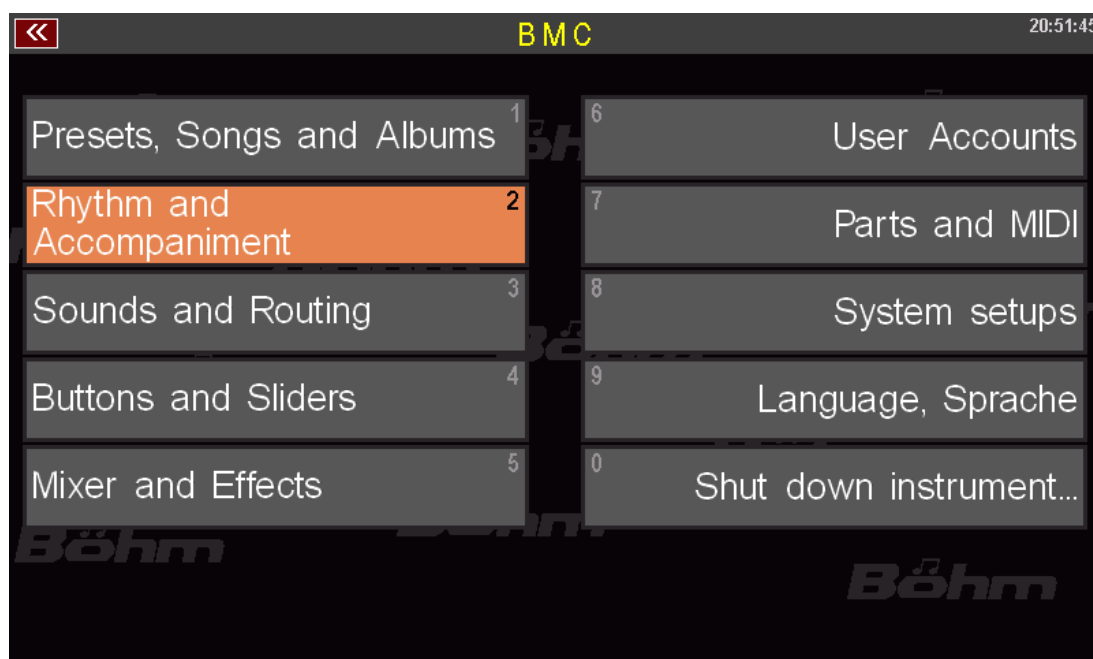 BMC
20:51:45
Presets, Songs and Albums 1
Rhythm and 2
Accompaniment
Sounds and Routing 3
Buttons and Sliders 4
Mixer and Effects 5
6 User Accounts
7 Parts and MIDI
8 System setups
9 Language, Sprache
0 Shut down instrument...
Böhm
Böhm